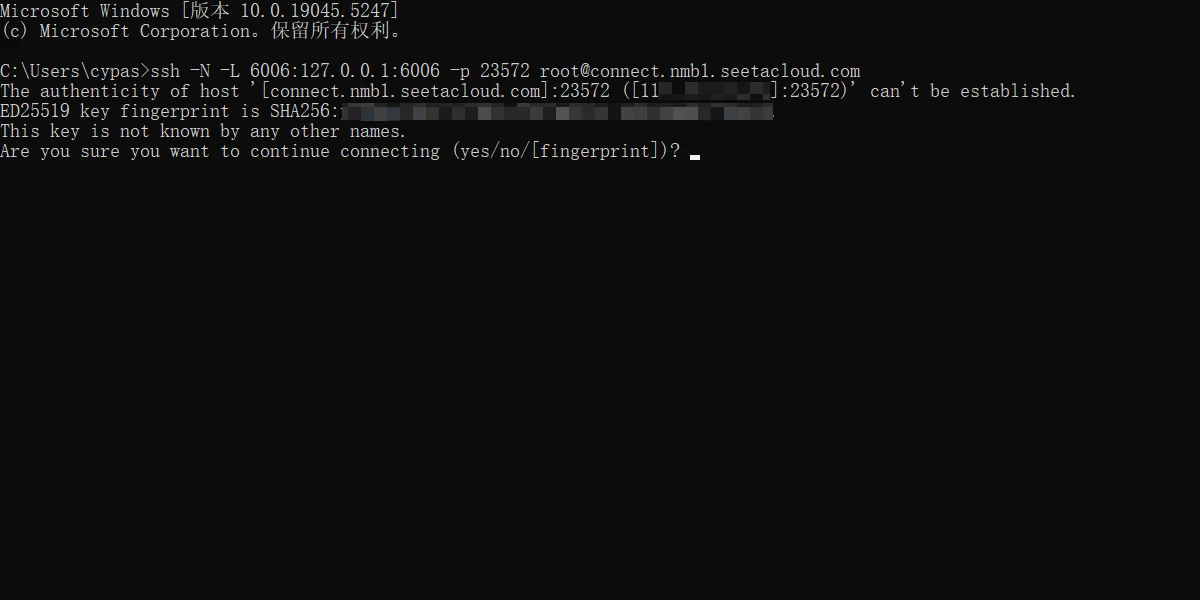 Microsoft Windows [版本 10.0.19045.5247]
(c) Microsoft Corporation。保留所有权利。
C:\Users\cypas>ssh -N -L 6006:127.0.0.1:6006 -p 23572 root@connect.nmb1.seetacloud.com
The authenticity of host '[connect.nmb1.seetacloud.com]:23572 ([11 ]:23572)' can't be established.
ED25519 key fingerprint is SHA256:
This key is not known by any other names.
Are you sure you want to continue connecting (yes/no/[fingerprint])?